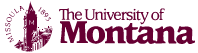 MISSOULA 1893
The University of
Montana